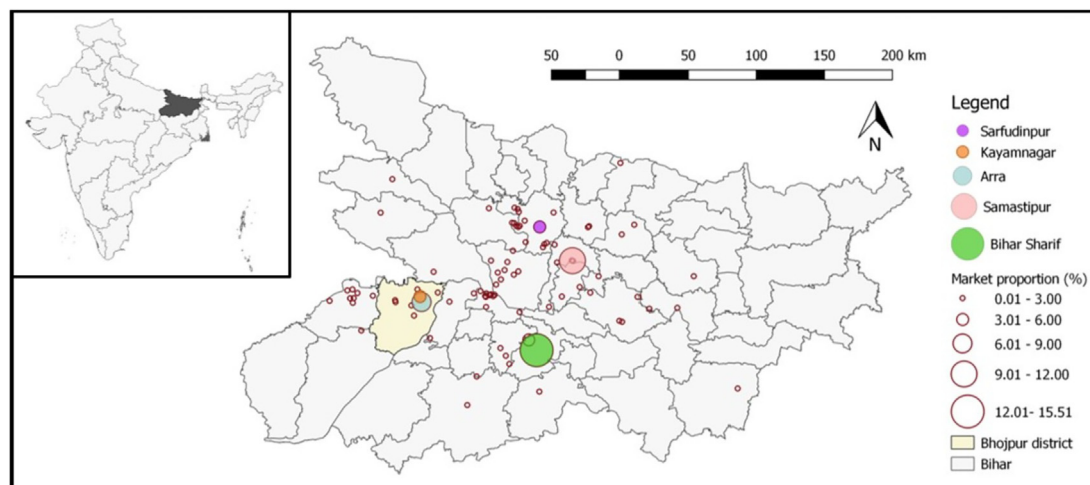 50 0 50 100 150 200 km
N
Legend
Sarfudinpur
Kayamnagar
Arra
Samastipur
Bihar Sharif
Market proportion (%)
0.01 - 3.00
3.01 - 6.00
6.01 - 9.00
9.01 - 12.00
12.01- 15.51
Bhojpur district
Bihar